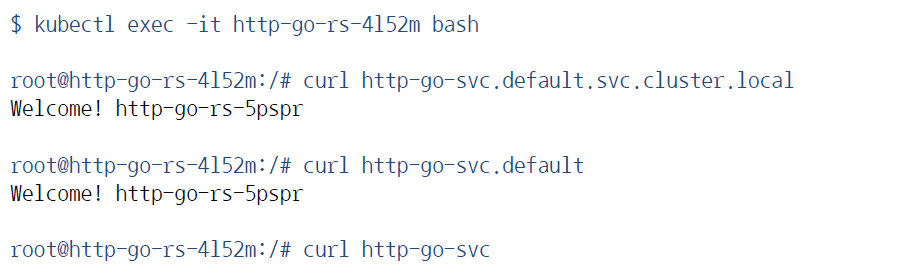 $ kubectl exec -it http-go-rs-4l52m bash
root@http-go-rs-4l52m:/# curl http-go-svc.default.svc.cluster.local
Welcome! http-go-rs-5pspr
root@http-go-rs-4l52m:/# curl http-go-svc.default
Welcome! http-go-rs-5pspr
root@http-go-rs-4l52m:/# curl http-go-svc